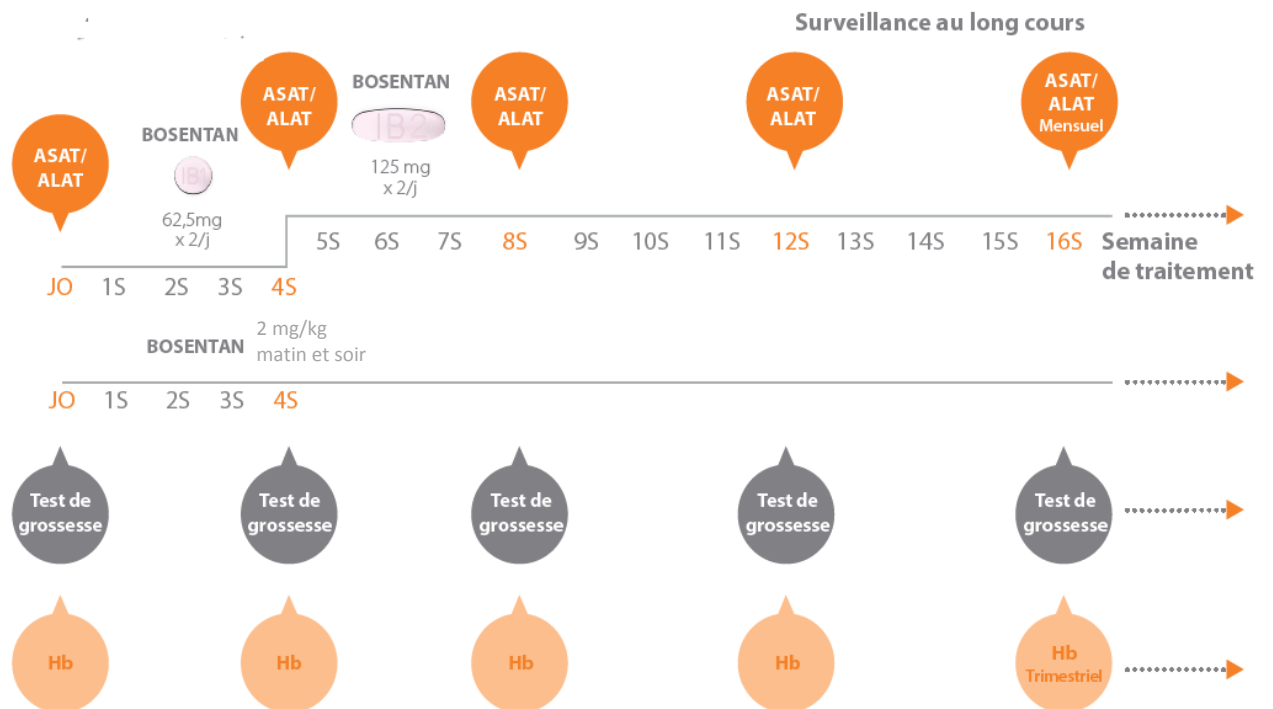 Surveillance au long cours
ASAT/
ALAT
BOSENTAN
IB1
62,5mg
x 2/j
ASAT/
ALAT
BOSENTAN
IB2
125 mg
x 2/j
ASAT/
ALAT
ASAT/
ALAT
ASAT/
ALAT
Mensuel
5S 6S 7S 8S 9S 10S 11S 12S 13S 14S 15S 16S Semaine
de traitement
JO 1S 2S 3S 4S
BOSENTAN 2 mg/kg
matin et soir
JO 1S 2S 3S 4S
Test de
grossesse
Test de
grossesse
Test de
grossesse
Test de
grossesse
Test de
grossesse
Hb
Hb
Hb
Hb
Hb
Trimestriel